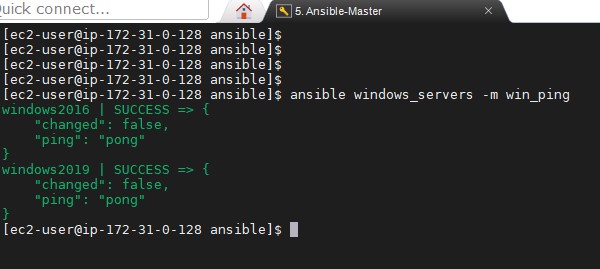 Quick connect...
5. Ansible-Master
[ec2-user@ip-172-31-0-128 ansible]$
[ec2-user@ip-172-31-0-128 ansible]$
[ec2-user@ip-172-31-0-128 ansible]$
[ec2-user@ip-172-31-0-128 ansible]$
[ec2-user@ip-172-31-0-128 ansible]$ ansible windows_servers -m win_ping
windows2016 | SUCCESS => {
    "changed": false,
    "ping": "pong"
}
windows2019 | SUCCESS => {
    "changed": false,
    "ping": "pong"
}
[ec2-user@ip-172-31-0-128 ansible]$